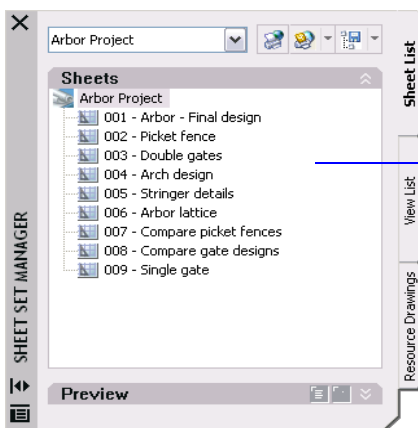 Arbor Project
Sheets
Arbor Project
001 - Arbor - Final design
002 - Picket fence
003 - Double gates
004 - Arch design
005 - Stringer details
006 - Arbor lattice
007 - Compare picket fences
008 - Compare gate designs
009 - Single gate
Preview
SHEET SET MANAGER
Sheet List
View List
Resource Drawings